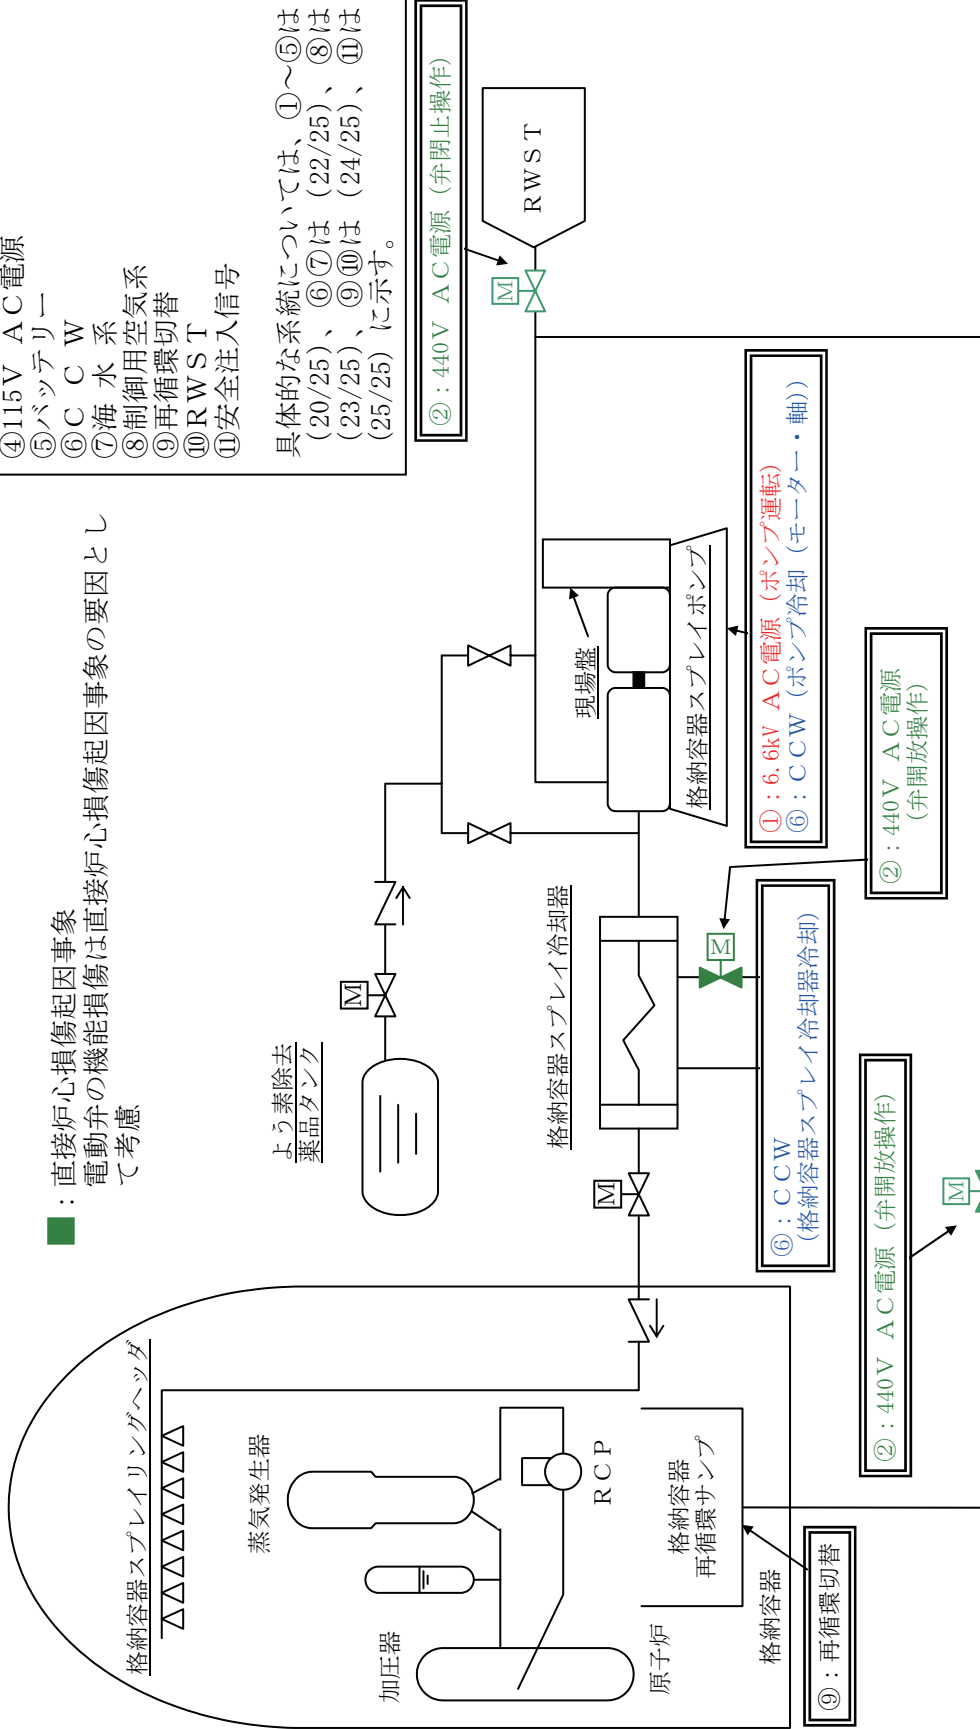 ④115V AC電源
⑤バッテリー
⑥CCW
⑦海水系
⑧制御用空気系
⑨再循環切替
⑩RWST
⑪安全注入信号
具体的な系統については、①～⑤は
(20/25)、⑥⑦は(22/25)、⑧は
(23/25)、⑨⑩は(24/25)、⑪は
(25/25)に示す。
■：直接炉心損傷起因事象
電動弁の機能損傷は直接炉心損傷起因事象の要因とし
て考慮
②：440V AC電源（弁閉止操作）
RWST
M
現場盤
格納容器スプレイポンプ
①：6.6kV AC電源（ポンプ運転）
⑥：CCW（ポンプ冷却（モーター・軸））
②：440V AC電源
（弁開放操作）
M
よう素除去
薬品タンク
M
格納容器スプレイ冷却器
M
⑥：CCW
（格納容器スプレイ冷却器冷却）
M
②：440V AC電源（弁開放操作）
M
格納容器スプレイリングヘッダ
蒸気発生器
加圧器
RCP
原子炉
格納容器
再循環サンプ
格納容器
⑨：再循環切替